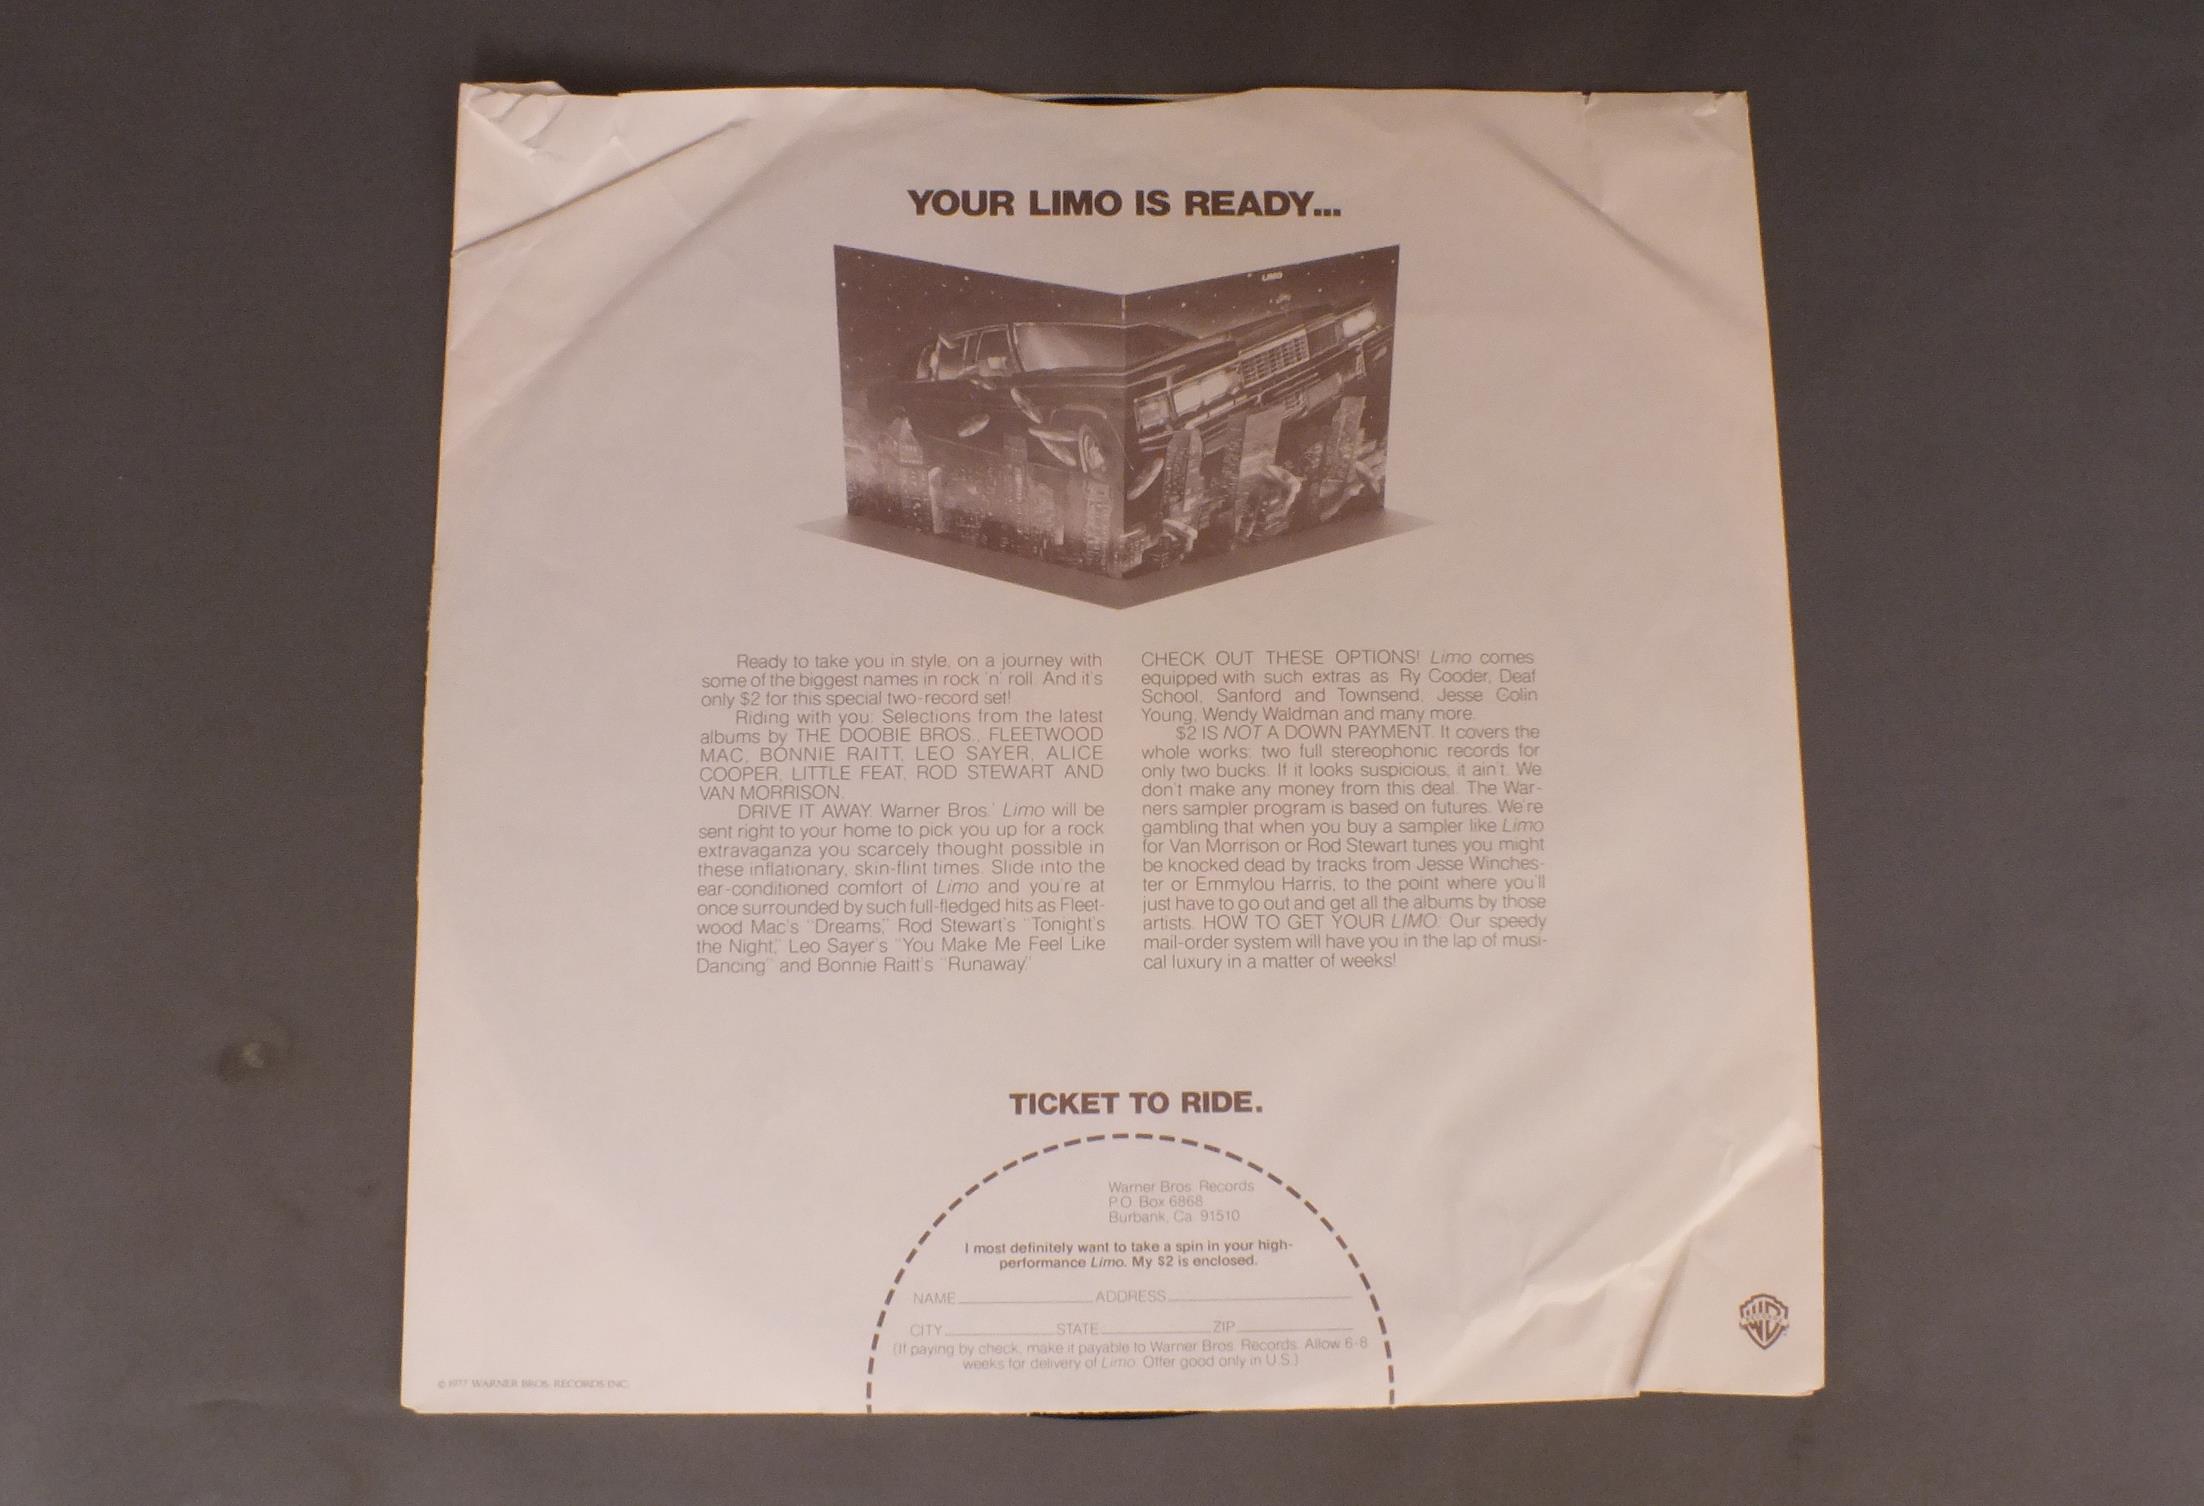 YOUR LIMO IS READY...
LIMO
Ready to take you in style, on a journey with
some of the biggest names in rock 'n' roll. And it's
only $2 for this special two-record set!
Riding with you: Selections from the latest
albums by THE DOOBIE BROS., FLEETWOOD
MAC, BONNIE RAITT, LEO SAYER, ALICE
COOPER, LITTLE FEAT, ROD STEWART AND
VAN MORRISON.
DRIVE IT AWAY. Warner Bros.' Limo will be
sent right to your home to pick you up for a rock
extravaganza you scarcely thought possible in
these inflationary, skin-flint times. Slide into the
ear-conditioned comfort of Limo and you're at
once surrounded by such full-fledged hits as Fleet-
wood Mac's "Dreams," Rod Stewart's "Tonight's
the Night," Leo Sayer's "You Make Me Feel Like
Dancing" and Bonnie Raitt's "Runaway."
CHECK OUT THESE OPTIONS! Limo comes
equipped with such extras as Ry Cooder, Deaf
School, Sanford and Townsend, Jesse Colin
Young, Wendy Waldman and many more.
$2 IS NOT A DOWN PAYMENT. It covers the
whole works: two full stereophonic records for
only two bucks. If it looks suspicious, it ain't. We
don't make any money from this deal. The War-
ners sampler program is based on futures. We're
gambling that when you buy a sampler like Limo
for Van Morrison or Rod Stewart tunes you might
be knocked dead by tracks from Jesse Winches-
ter or Emmylou Harris, to the point where you'll
just have to go out and get all the albums by those
artists. HOW TO GET YOUR LIMO: Our speedy
mail-order system will have you in the lap of musi-
cal luxury in a matter of weeks!
TICKET TO RIDE.
Warner Bros. Records
P.O. Box 6868
Burbank, Ca. 91510
I most definitely want to take a spin in your high-
performance Limo. My $2 is enclosed.
NAME ADDRESS
CITY STATE ZIP
(If paying by check, make it payable to Warner Bros. Records. Allow 6-8
weeks for delivery of Limo. Offer good only in U.S.)
© 1977 WARNER BROS. RECORDS INC.
WB